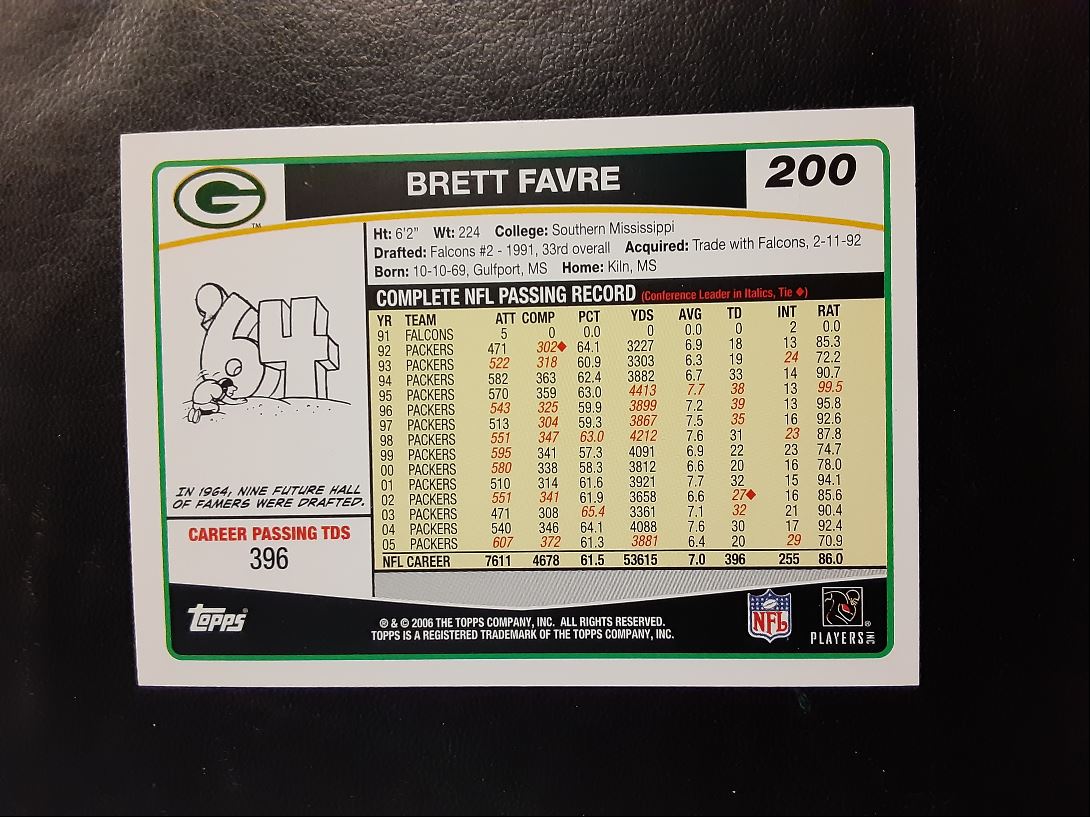 G
TM
BRETT FAVRE
200
Ht: 6'2" Wt: 224 College: Southern Mississippi
Drafted: Falcons #2 - 1991, 33rd overall Acquired: Trade with Falcons, 2-11-92
Born: 10-10-69, Gulfport, MS Home: Kiln, MS
64
IN 1964, NINE FUTURE HALL
OF FAMERS WERE DRAFTED.
CAREER PASSING TDS
396
COMPLETE NFL PASSING RECORD (Conference Leader in Italics, Tie ◆)
YR TEAM ATT COMP PCT YDS AVG TD INT RAT
91 FALCONS 5 0 0.0 0 0.0 0 2 0.0
92 PACKERS 471 302◆ 64.1 3227 6.9 18 13 85.3
93 PACKERS 522 318 60.9 3303 6.3 19 24 72.2
94 PACKERS 582 363 62.4 3882 6.7 33 14 90.7
95 PACKERS 570 359 63.0 4413 7.7 38 13 99.5
96 PACKERS 543 325 59.9 3899 7.2 39 13 95.8
97 PACKERS 513 304 59.3 3867 7.5 35 16 92.6
98 PACKERS 551 347 63.0 4212 7.6 31 23 87.8
99 PACKERS 595 341 57.3 4091 6.9 22 23 74.7
00 PACKERS 580 338 58.3 3812 6.6 20 16 78.0
01 PACKERS 510 314 61.6 3921 7.7 32 15 94.1
02 PACKERS 551 341 61.9 3658 6.6 27◆ 16 85.6
03 PACKERS 471 308 65.4 3361 7.1 32 21 90.4
04 PACKERS 540 346 64.1 4088 7.6 30 17 92.4
05 PACKERS 607 372 61.3 3881 6.4 20 29 70.9
NFL CAREER 7611 4678 61.5 53615 7.0 396 255 86.0
Topps®
® & © 2006 THE TOPPS COMPANY, INC. ALL RIGHTS RESERVED.
TOPPS IS A REGISTERED TRADEMARK OF THE TOPPS COMPANY, INC.
NFL
®
PLAYERS INC